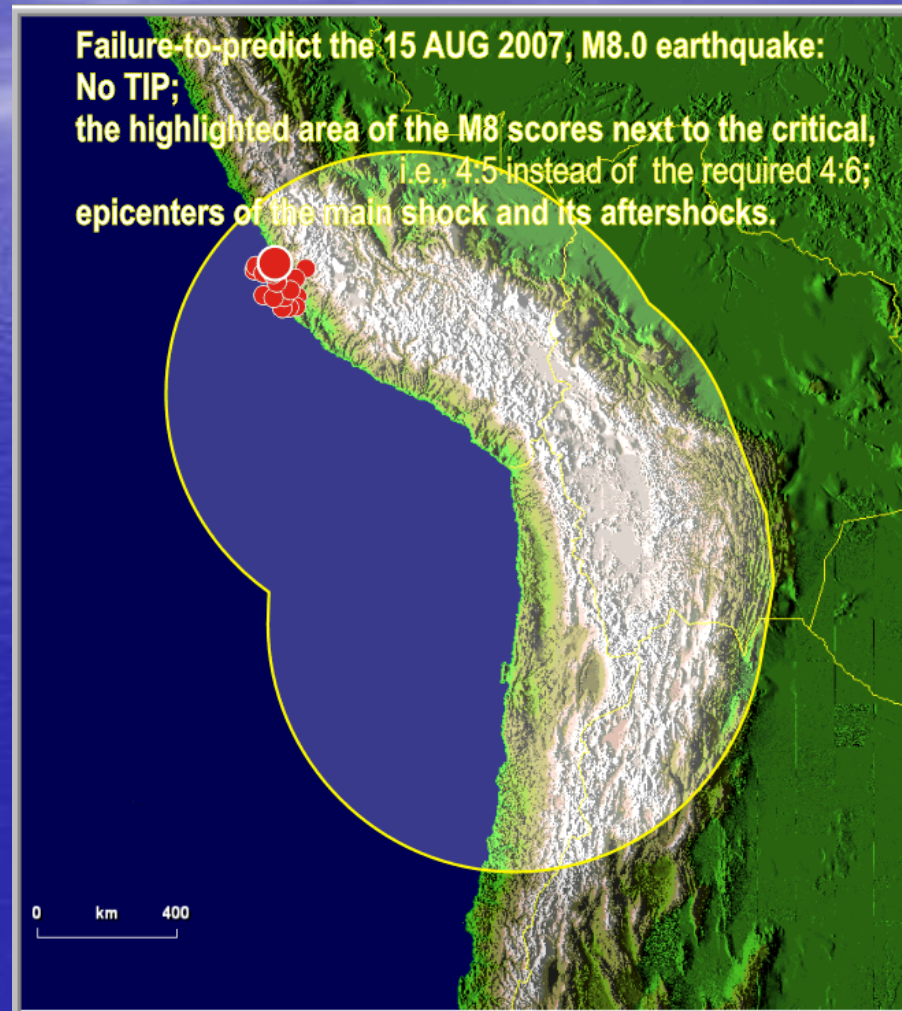 Failure-to-predict the 15 AUG 2007, M8.0 earthquake:
No TIP;
the highlighted area of the M8 scores next to the critical,
i.e., 4:5 instead of the required 4:6;
epicenters of the main shock and its aftershocks.
0 km 400